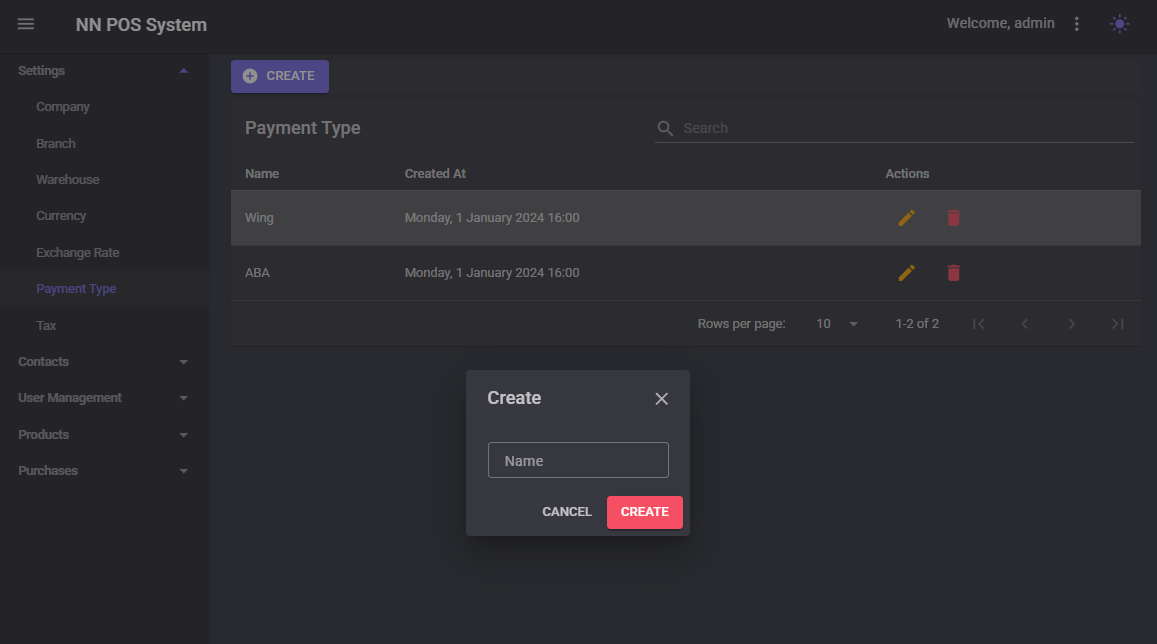 NN POS System
Welcome, admin
Settings
Company
Branch
Warehouse
Currency
Exchange Rate
Payment Type
Tax
Contacts
User Management
Products
Purchases
CREATE
Payment Type
Search
Name Created At Actions
Wing Monday, 1 January 2024 16:00
ABA Monday, 1 January 2024 16:00
Rows per page: 10 1-2 of 2
Create
Name
CANCEL CREATE